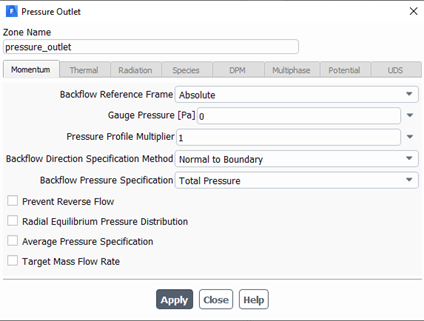 Pressure Outlet
Zone Name
pressure_outlet
Momentum Thermal Radiation Species DPM Multiphase Potential UDS
Backflow Reference Frame Absolute
Gauge Pressure [Pa] 0
Pressure Profile Multiplier 1
Backflow Direction Specification Method Normal to Boundary
Backflow Pressure Specification Total Pressure
Prevent Reverse Flow
Radial Equilibrium Pressure Distribution
Average Pressure Specification
Target Mass Flow Rate
Apply Close Help